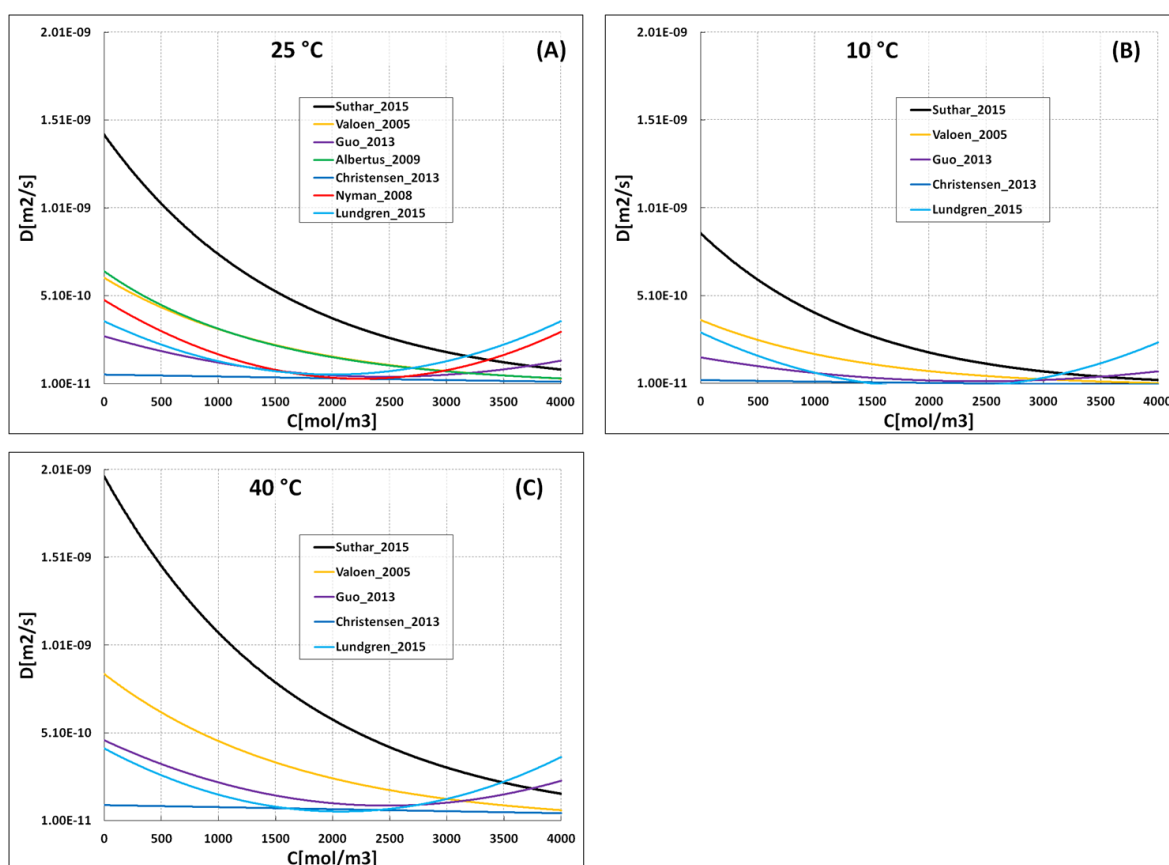 25 °C
(A)
2.01E-09
1.51E-09
1.01E-09
5.10E-10
1.00E-11
D[m2/s]
Suthar_2015
Valoen_2005
Guo_2013
Albertus_2009
Christensen_2013
Nyman_2008
Lundgren_2015
0 500 1000 1500 2000 2500 3000 3500 4000
C[mol/m3]
10 °C
(B)
2.01E-09
1.51E-09
1.01E-09
5.10E-10
1.00E-11
D[m2/s]
Suthar_2015
Valoen_2005
Guo_2013
Christensen_2013
Lundgren_2015
0 500 1000 1500 2000 2500 3000 3500 4000
C[mol/m3]
40 °C
(C)
2.01E-09
1.51E-09
1.01E-09
5.10E-10
1.00E-11
D[m2/s]
Suthar_2015
Valoen_2005
Guo_2013
Christensen_2013
Lundgren_2015
0 500 1000 1500 2000 2500 3000 3500 4000
C[mol/m3]